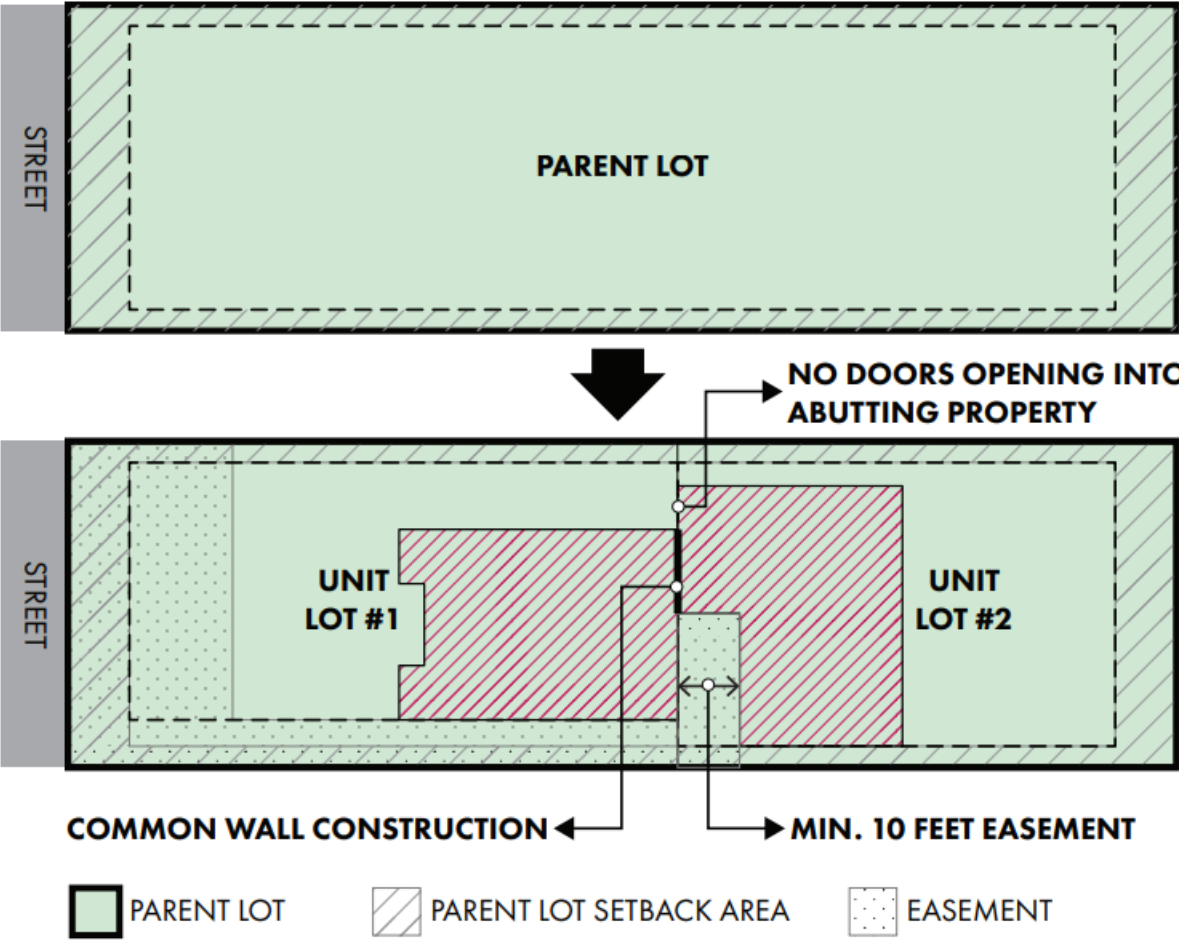 STREET
PARENT LOT
NO DOORS OPENING INTO
ABUTTING PROPERTY
STREET
UNIT
LOT #1
UNIT
LOT #2
COMMON WALL CONSTRUCTION
MIN. 10 FEET EASEMENT
PARENT LOT
PARENT LOT SETBACK AREA
EASEMENT